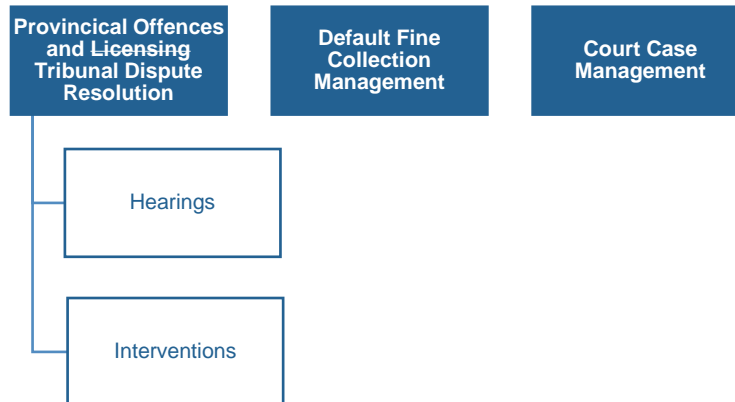 Provincical Offences
and Licensing
Tribunal Dispute
Resolution
Default Fine
Collection
Management
Court Case
Management
Hearings
Interventions